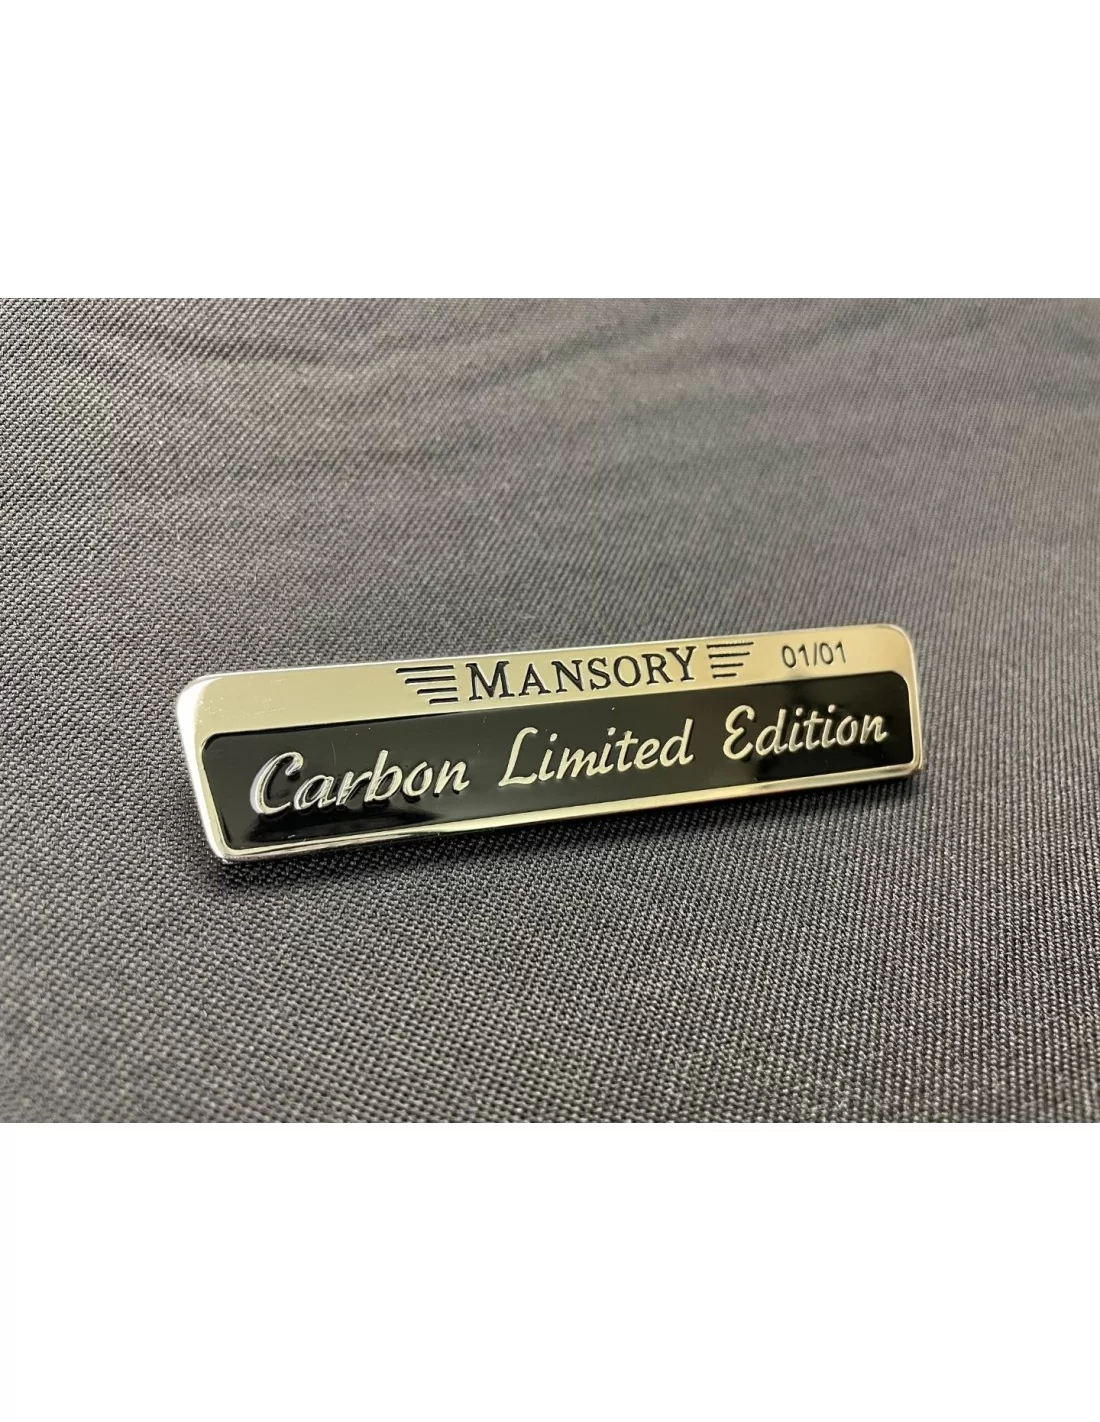 MANSORY 01/01
Carbon Limited Edition